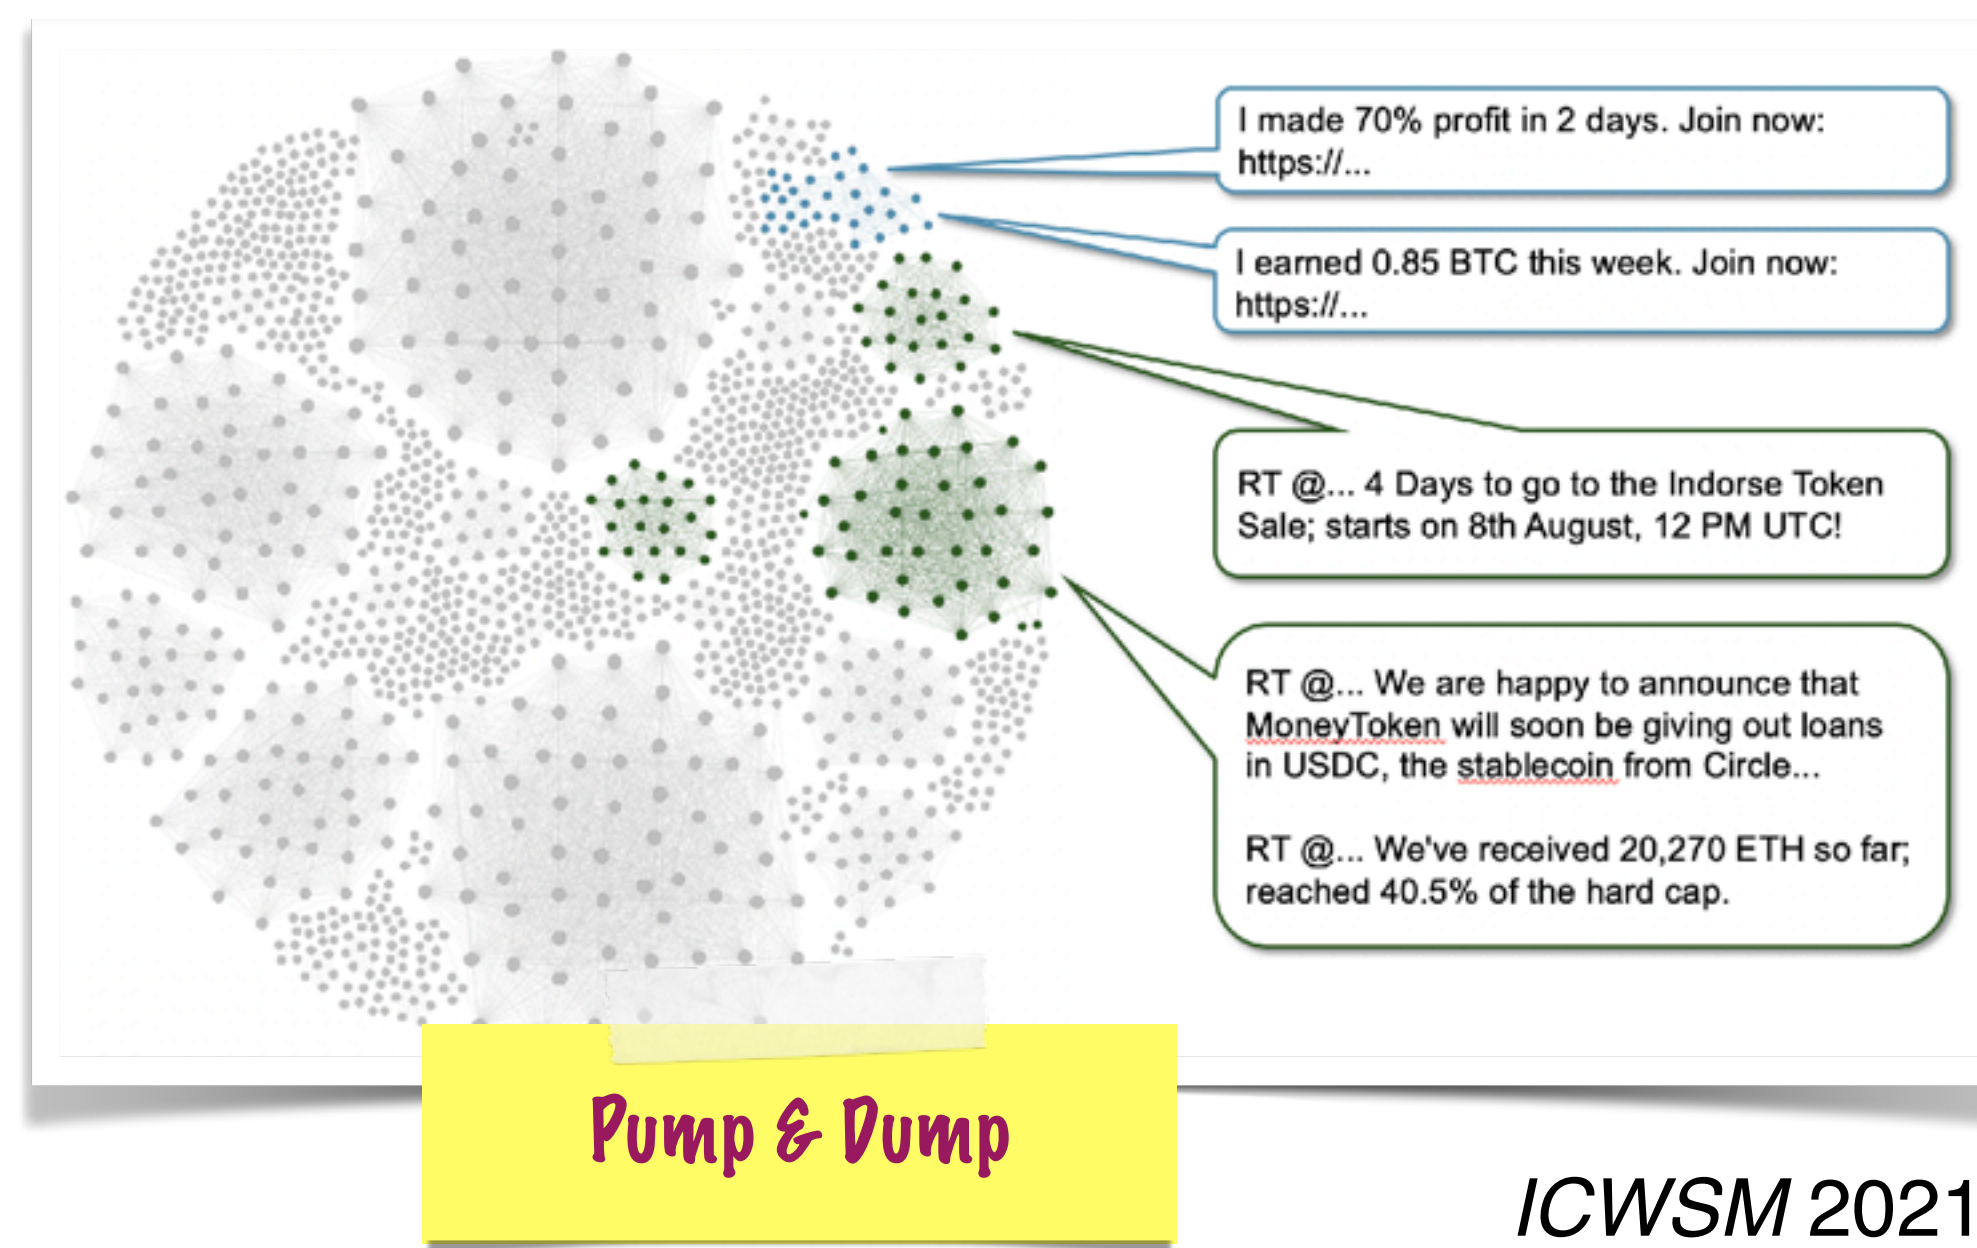 I made 70% profit in 2 days. Join now:
https://...
I earned 0.85 BTC this week. Join now:
https://...
RT @... 4 Days to go to the Indorse Token
Sale; starts on 8th August, 12 PM UTC!
RT @... We are happy to announce that
MoneyToken will soon be giving out loans
in USDC, the stablecoin from Circle...
RT @... We've received 20,270 ETH so far;
reached 40.5% of the hard cap.
Pump & Dump
ICWSM 2021